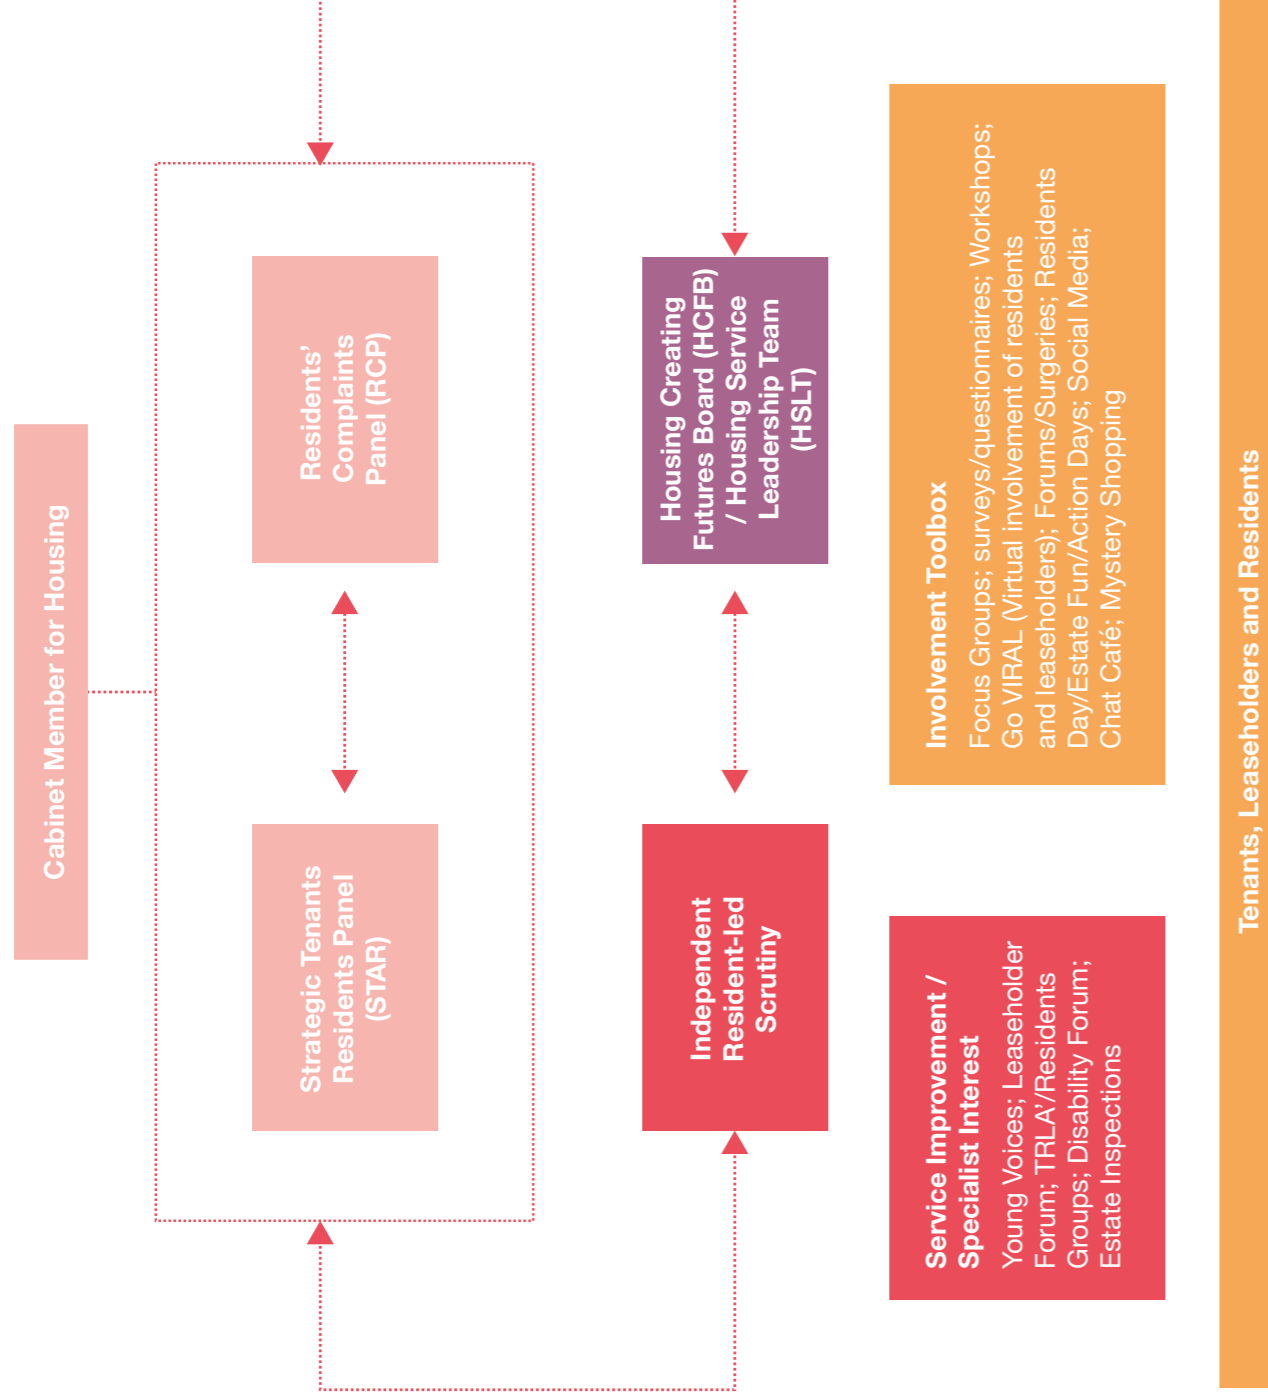 Cabinet Member for Housing
Strategic Tenants
Residents Panel
(STAR)
Residents’
Complaints
Panel (RCP)
Independent
Resident-led
Scrutiny
Housing Creating
Futures Board (HCFB)
/ Housing Service
Leadership Team
(HSLT)
Service Improvement /
Specialist Interest
Young Voices; Leaseholder
Forum; TRLA’/Residents
Groups; Disability Forum;
Estate Inspections
Involvement Toolbox
Focus Groups; surveys/questionnaires; Workshops;
Go VIRAL (Virtual involvement of residents
and leaseholders); Forums/Surgeries; Residents
Day/Estate Fun/Action Days; Social Media;
Chat Café; Mystery Shopping
Tenants, Leaseholders and Residents